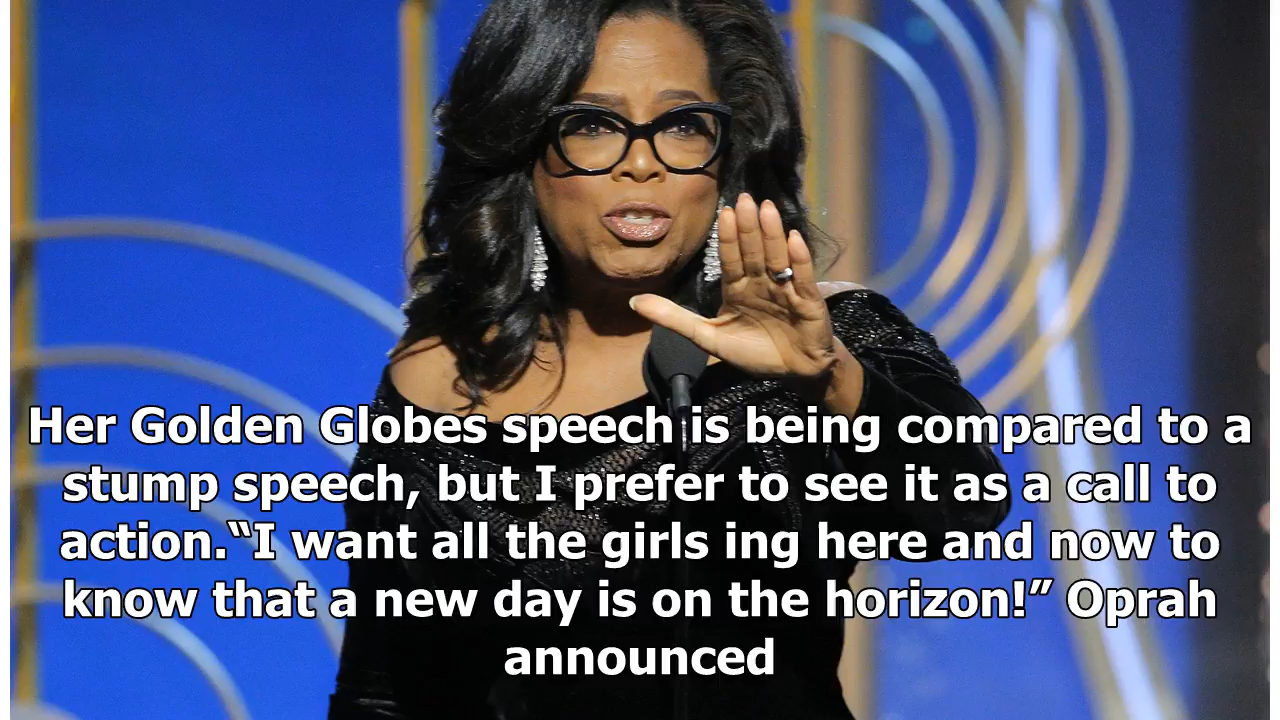 Her Golden Globes speech is being compared to a
stump speech, but I prefer to see it as a call to
action.“I want all the girls ing here and now to
know that a new day is on the horizon!” Oprah
announced